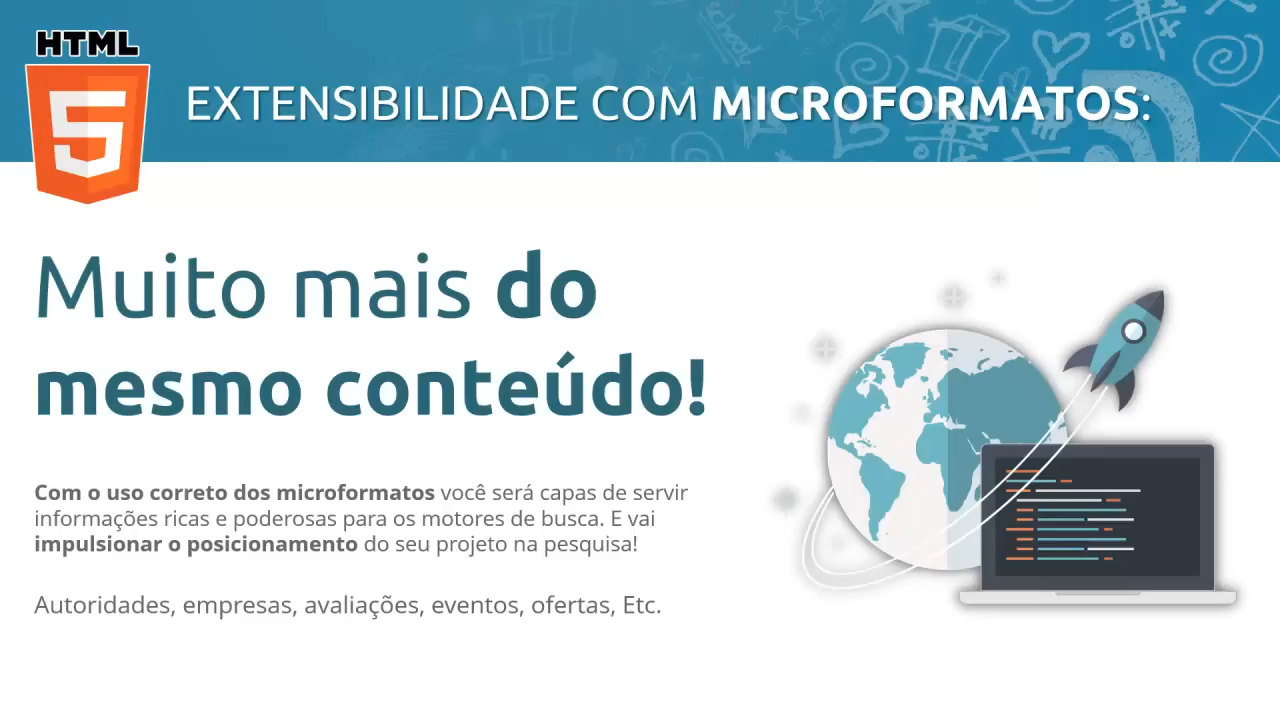 HTML
5
EXTENSIBILIDADE COM MICROFORMATOS:
Muito mais do
mesmo conteúdo!
Com o uso correto dos microformatos você será capas de servir
informações ricas e poderosas para os motores de busca. E vai
impulsionar o posicionamento do seu projeto na pesquisa!
Autoridades, empresas, avaliações, eventos, ofertas, Etc.